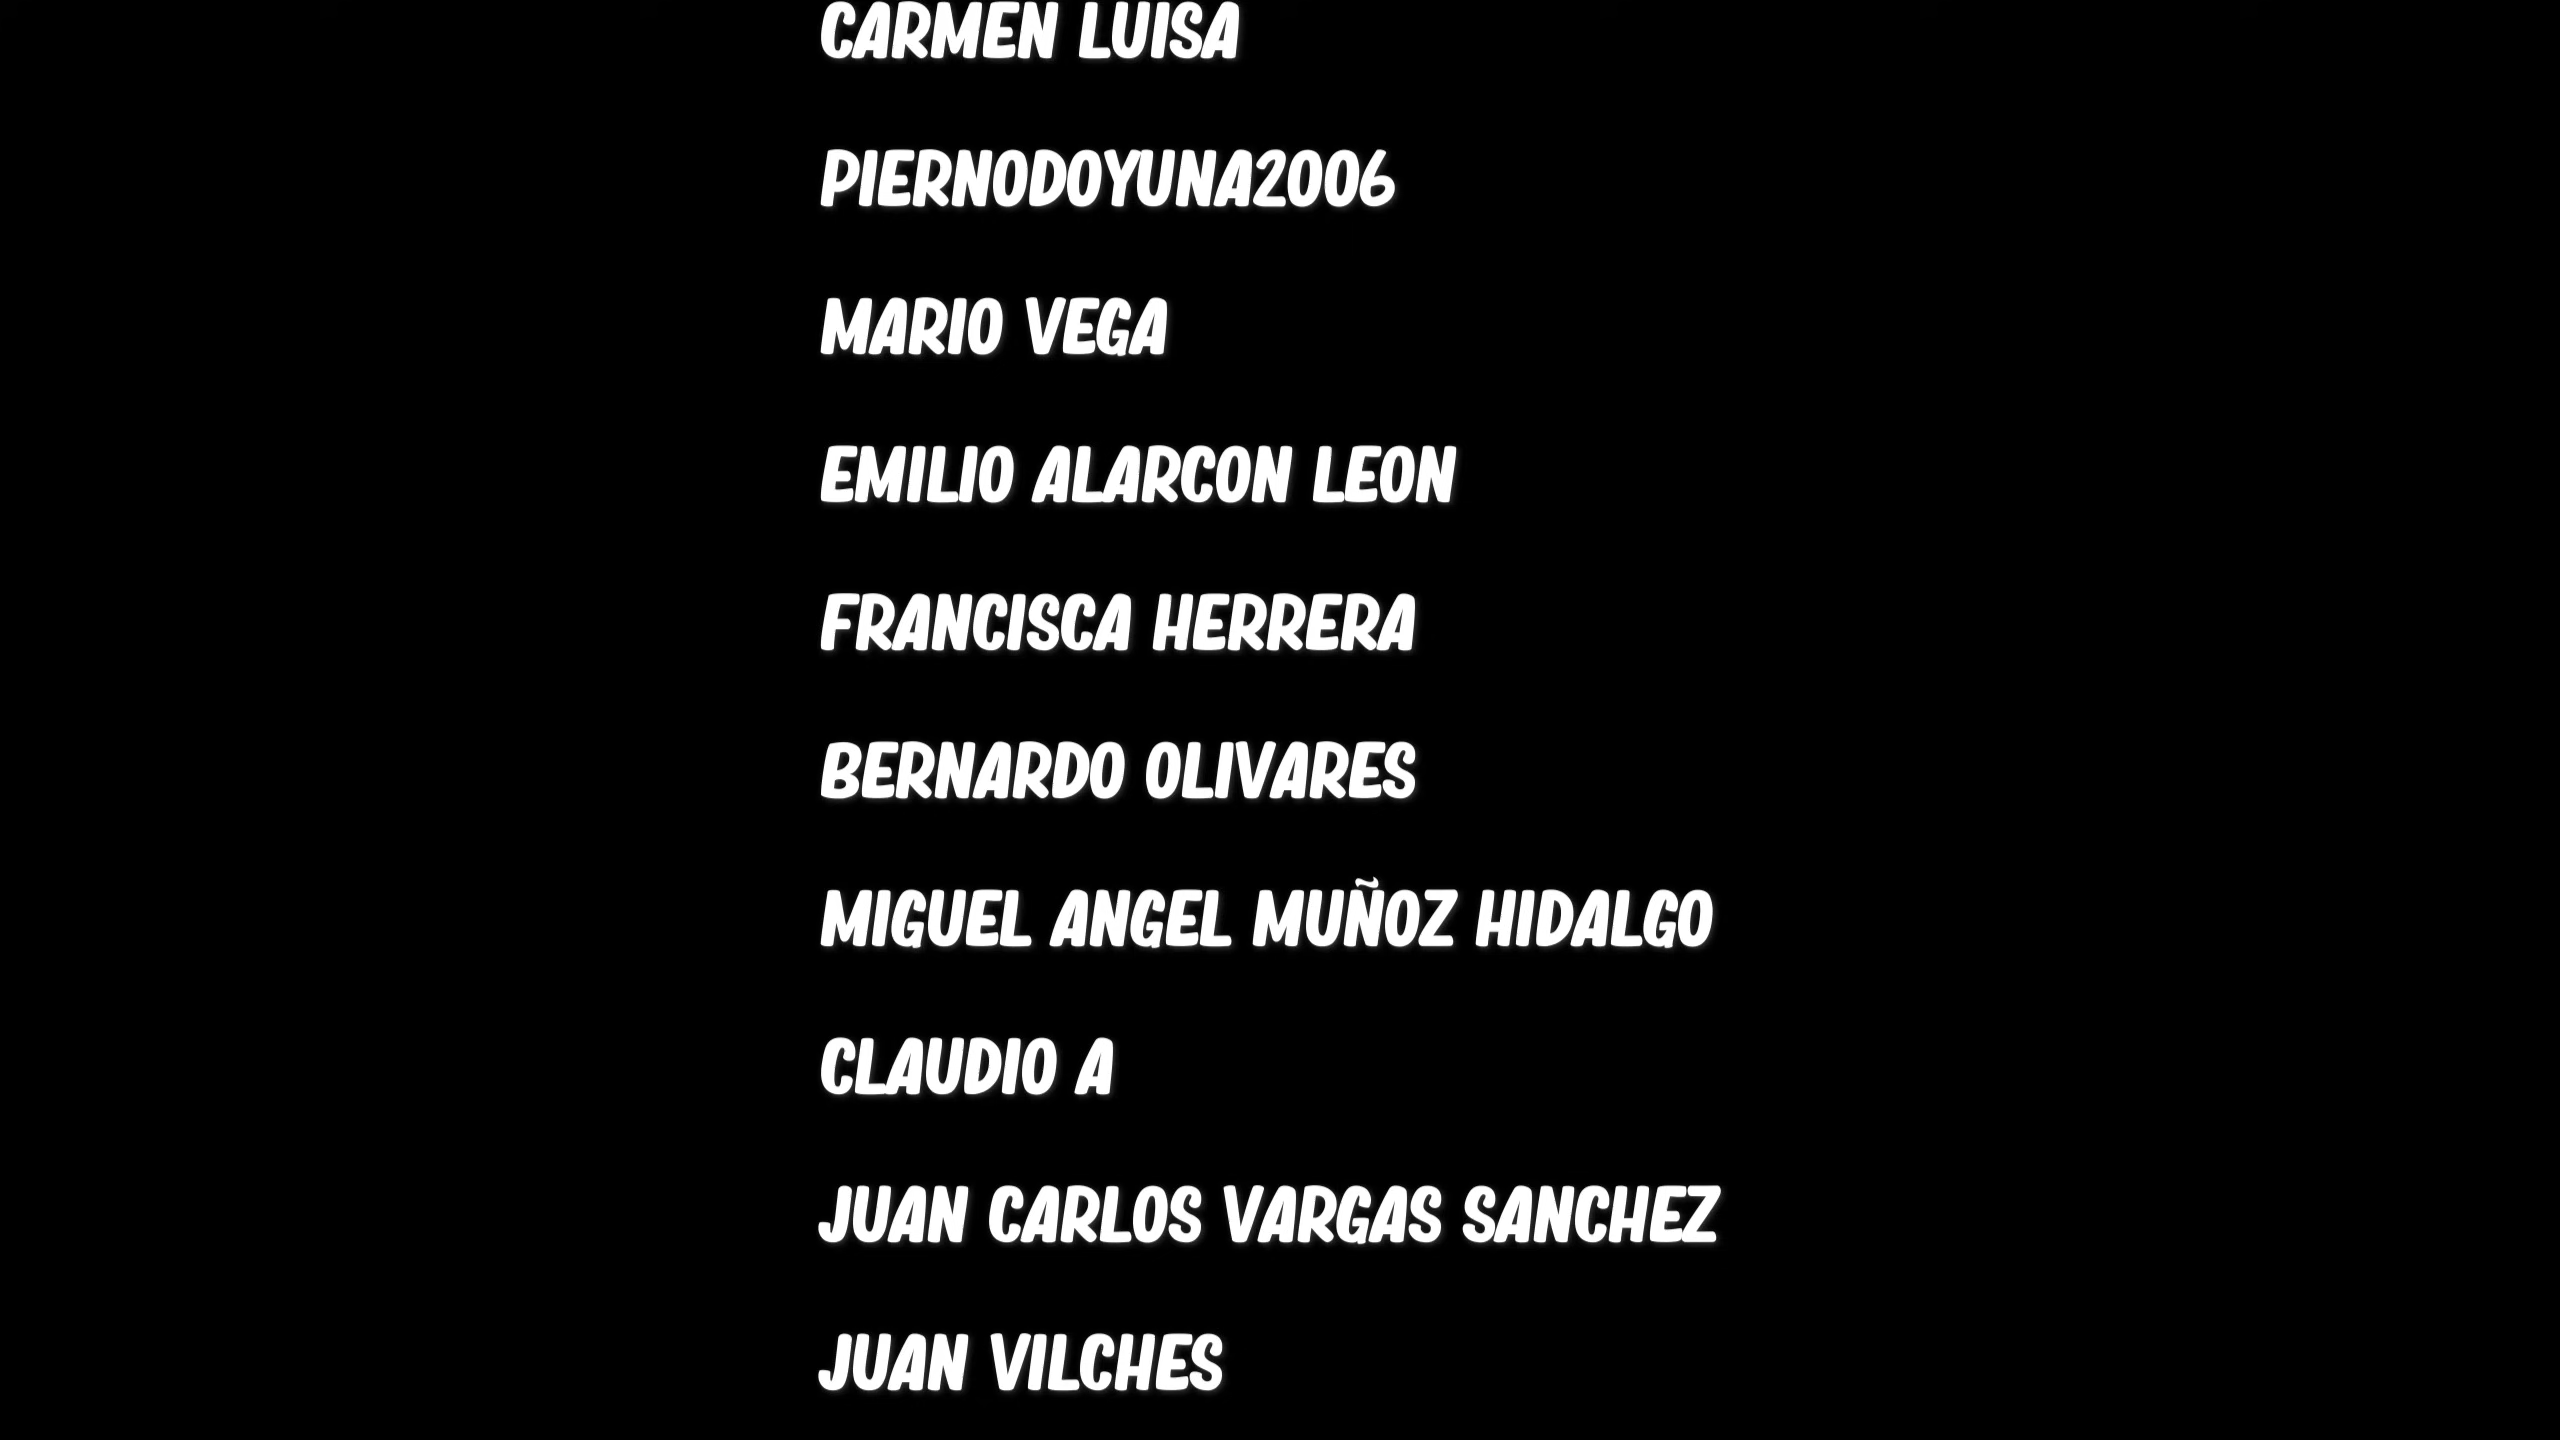 CARMEN LUISA
PIERNODOYUNA2006
MARIO VEGA
EMILIO ALARCON LEON
FRANCISCA HERRERA
BERNARDO OLIVARES
MIGUEL ANGEL MUÑOZ HIDALGO
CLAUDIO A
JUAN CARLOS VARGAS SANCHEZ
JUAN VILCHES